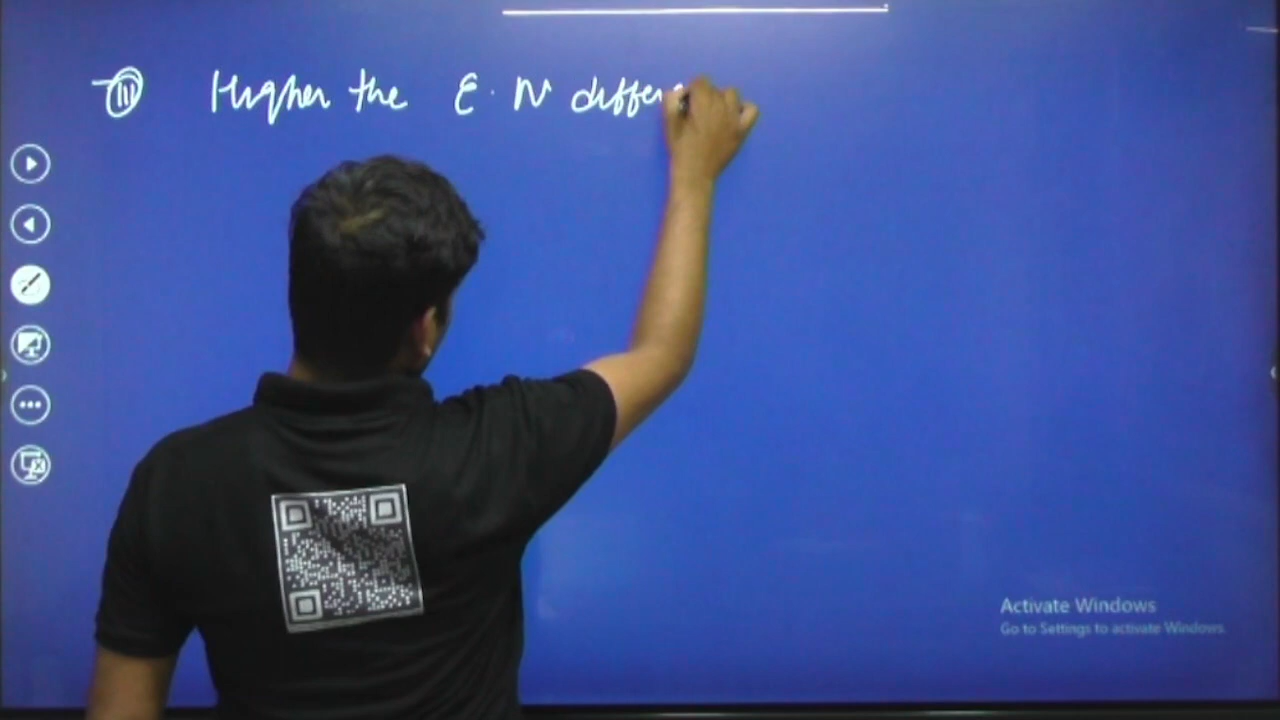 (III) Higher the E.N differe
Activate Windows
Go to Settings to activate Windows.